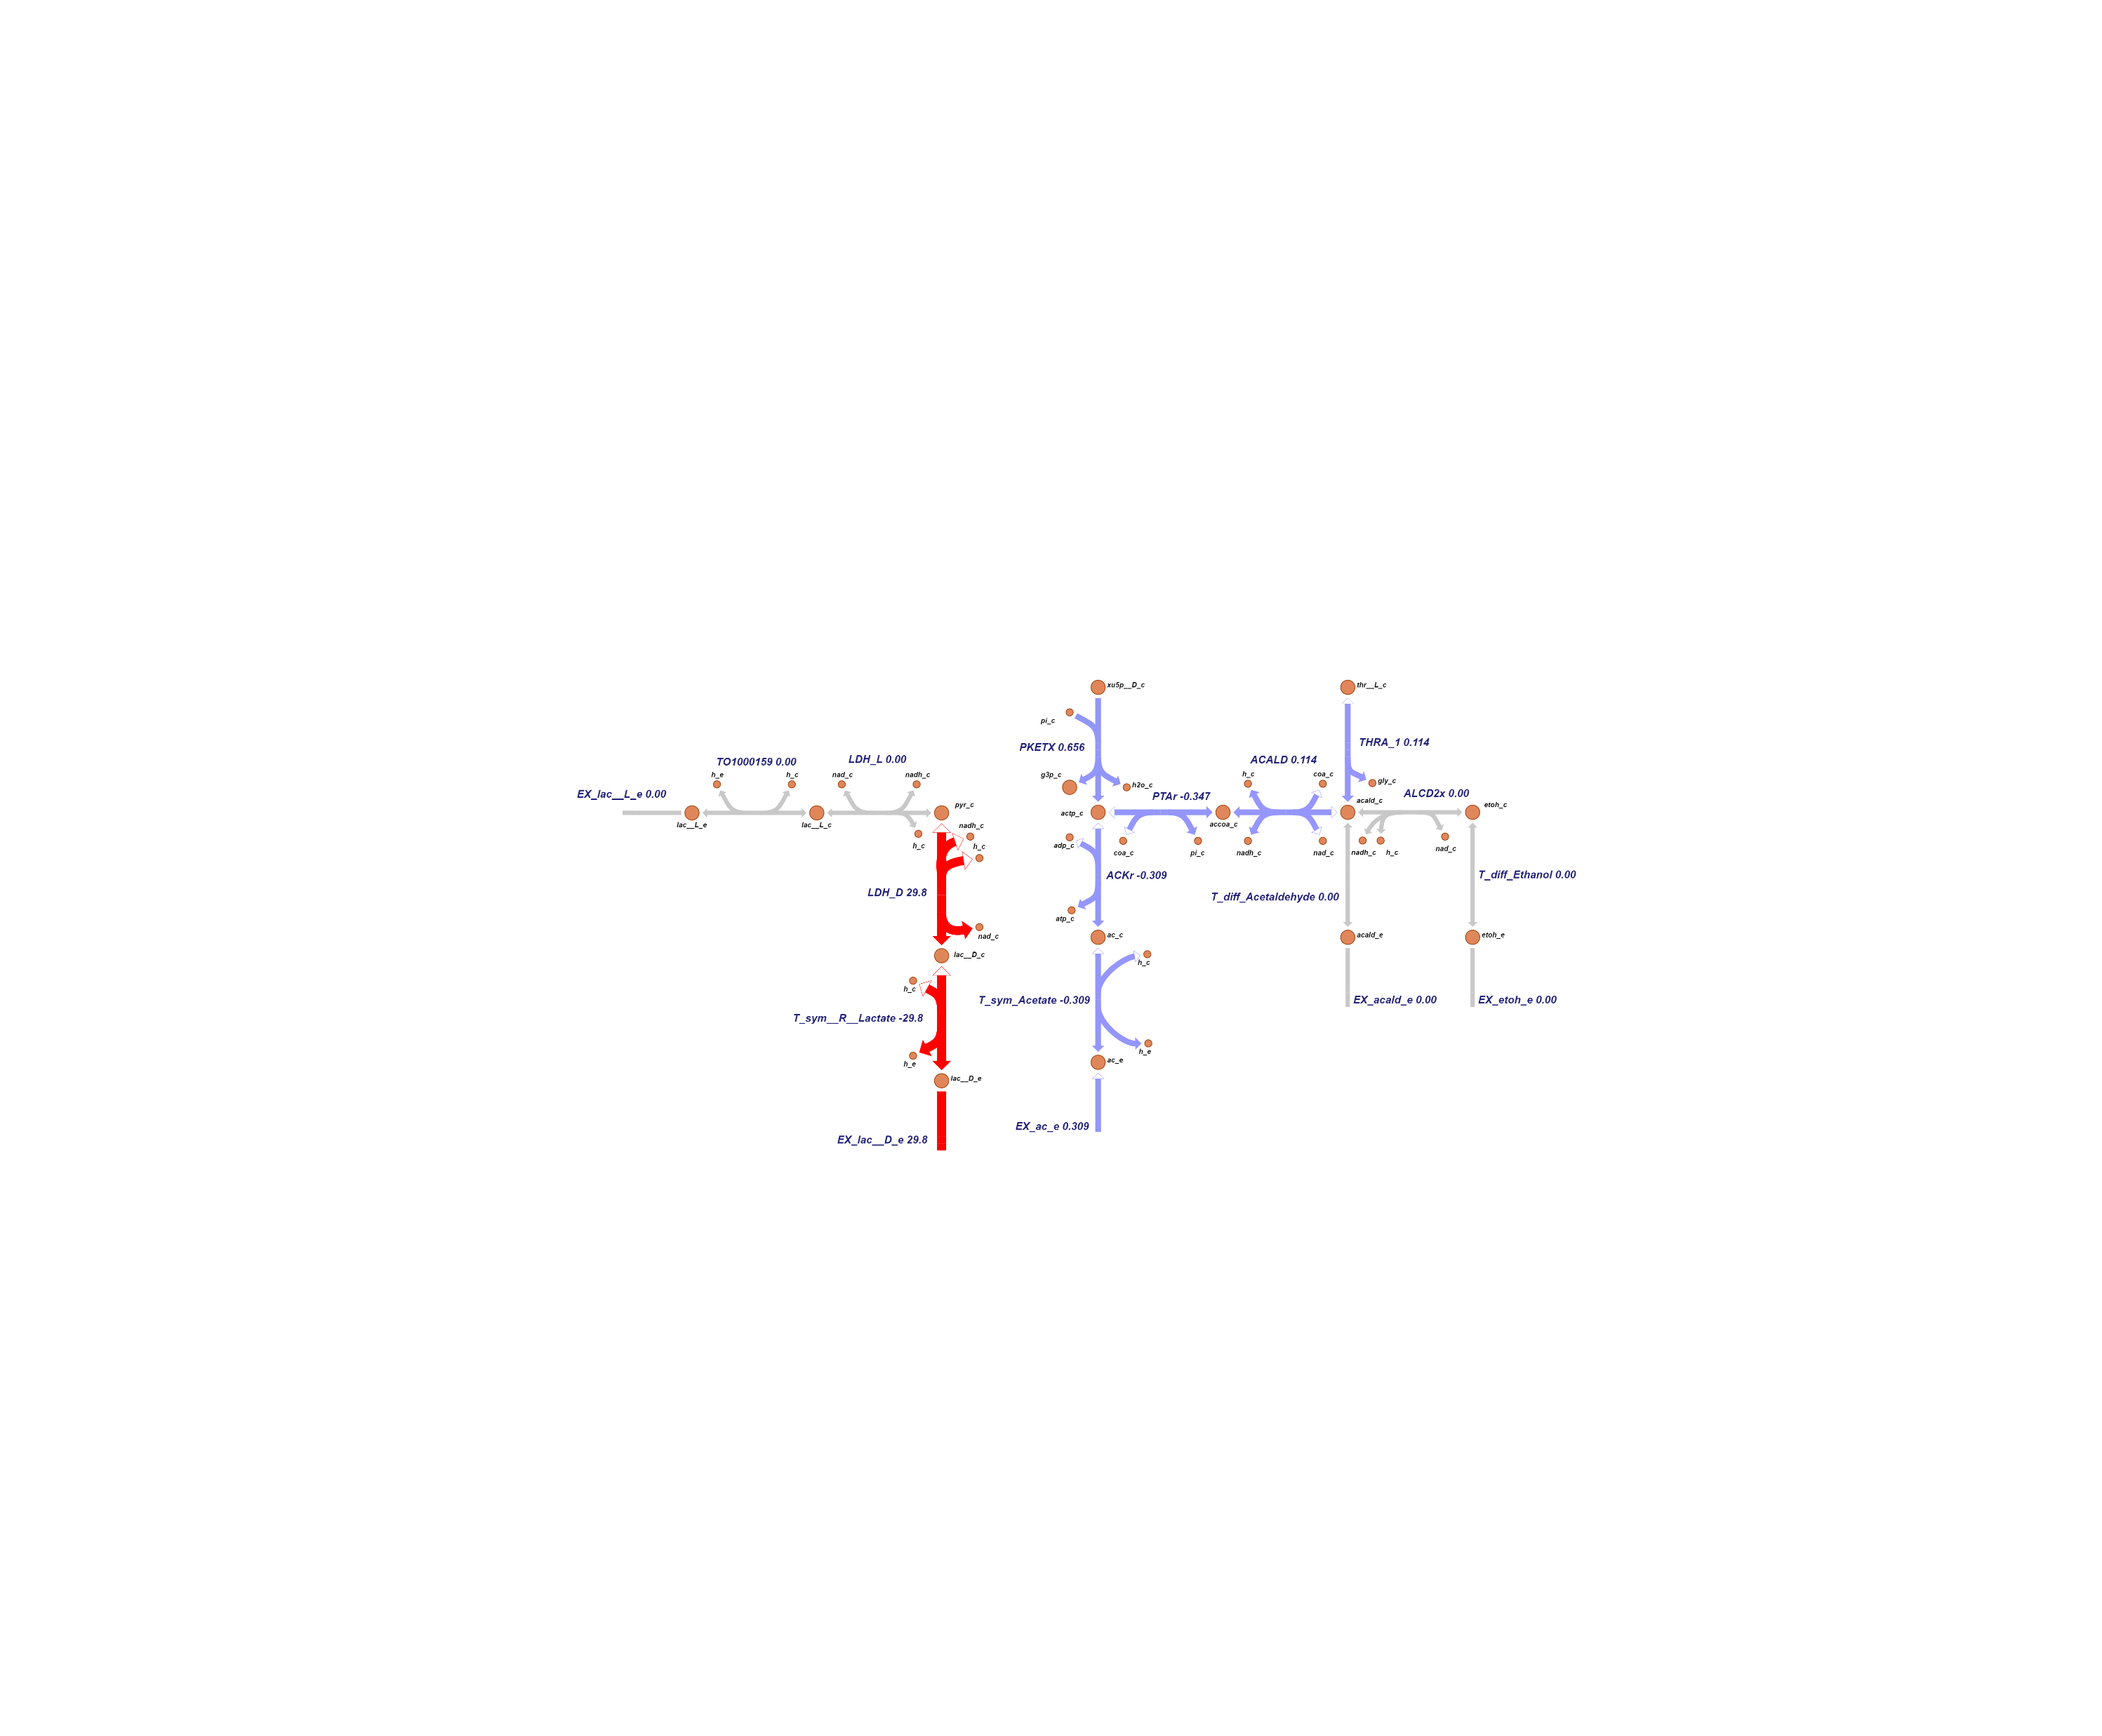 xu5p__D_c
thr__L_c
pi_c
PKETX 0.656
THRA_1 0.114
TO1000159 0.00
LDH_L 0.00
ACALD 0.114
h_e
h_c
nad_c
nadh_c
g3p_c
h2o_c
h_c
coa_c
gly_c
EX_lac__L_e 0.00
PTAr -0.347
ALCD2x 0.00
pyr_c
acald_c
etoh_c
lac__L_e
lac__L_c
actp_c
accoa_c
nadh_c
h_c
h_c
adp_c
coa_c
pi_c
nadh_c
nad_c
nadh_c
h_c
nad_c
LDH_D 29.8
ACKr -0.309
T_diff_Acetaldehyde 0.00
T_diff_Ethanol 0.00
atp_c
nad_c
ac_c
acald_e
etoh_e
lac__D_c
h_c
h_c
T_sym__R__Lactate -29.8
T_sym_Acetate -0.309
EX_acald_e 0.00
EX_etoh_e 0.00
h_e
h_e
ac_e
lac__D_e
EX_lac__D_e 29.8
EX_ac_e 0.309